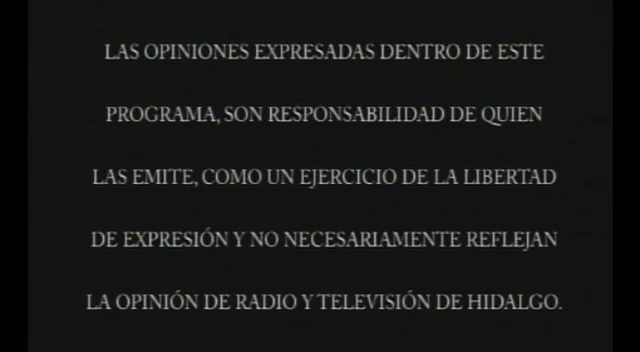 LAS OPINIONES EXPRESADAS DENTRO DE ESTE
PROGRAMA, SON RESPONSABILIDAD DE QUIEN
LAS EMITE, COMO UN EJERCICIO DE LA LIBERTAD
DE EXPRESIÓN Y NO NECESARIAMENTE REFLEJAN
LA OPINIÓN DE RADIO Y TELEVISIÓN DE HIDALGO.